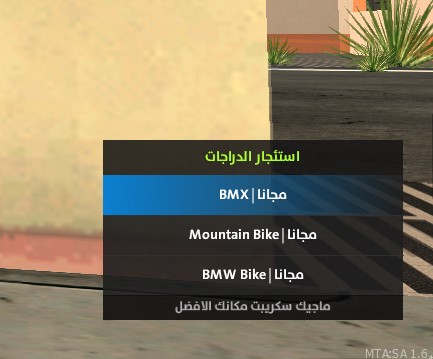 استئجار الدراجات
BMX|مجانا
Mountain Bike|مجانا
BMW Bike|مجانا
ماجيك سكريبت مكانك الافضل
MTA:SA 1.6